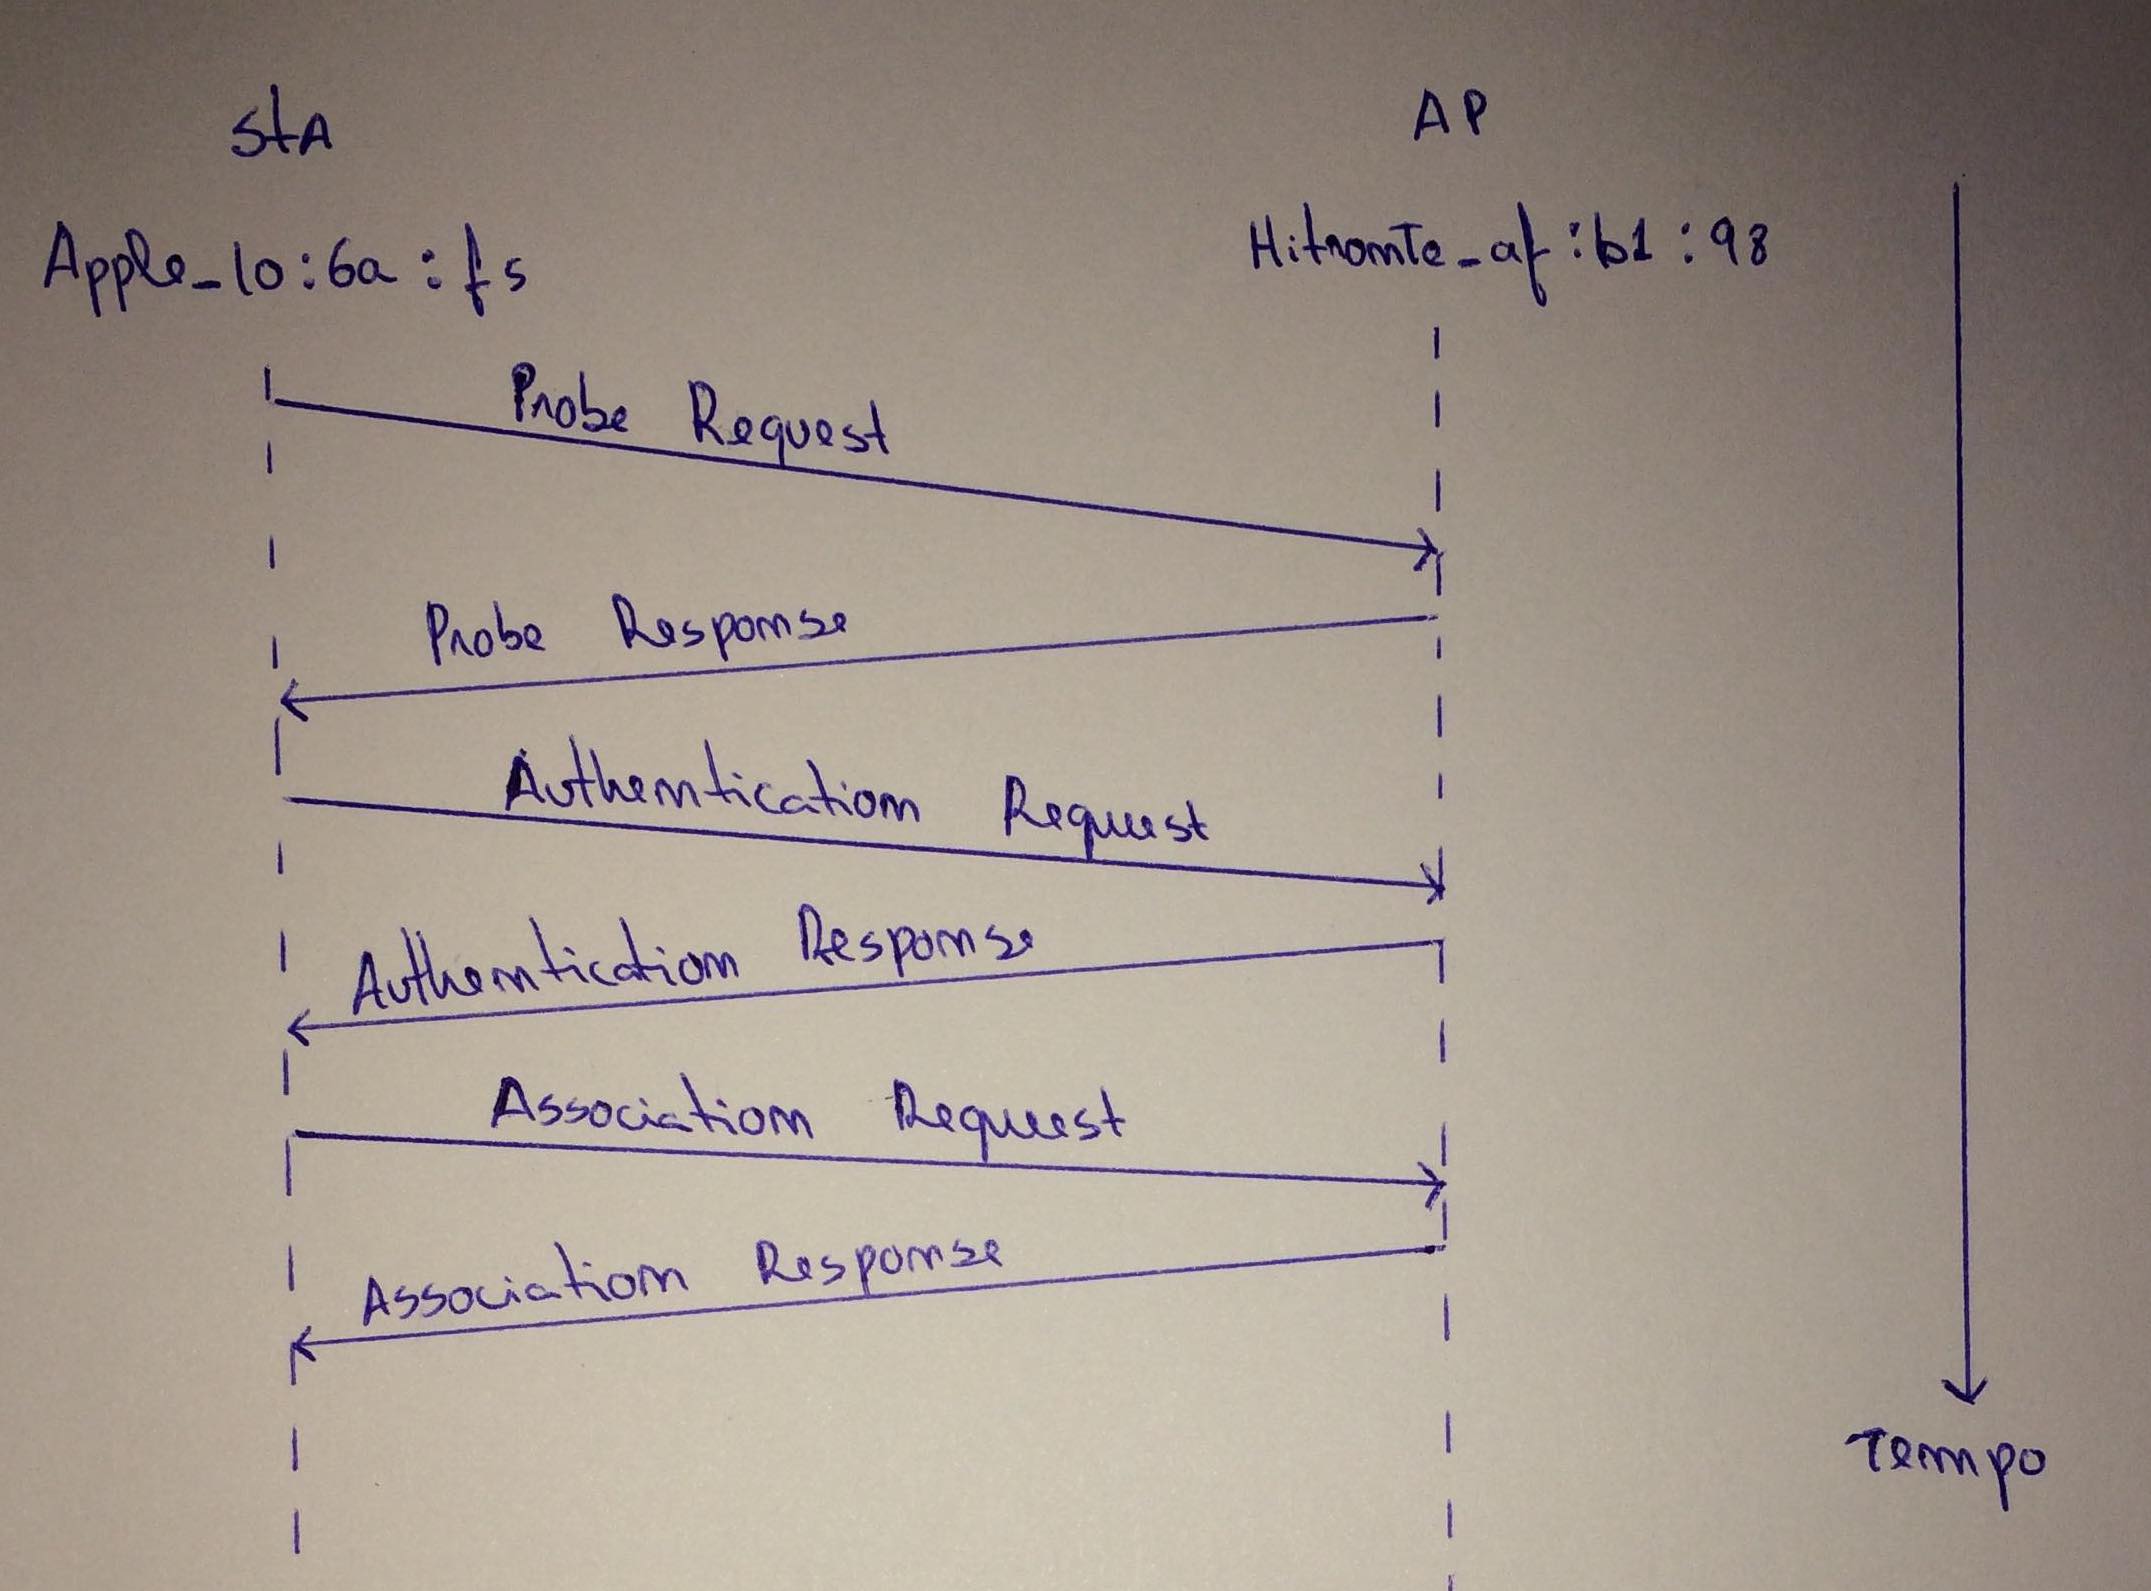 STA
AP
Apple_10:6a:f5
HitronTe_af:b1:98
Probe Request
Probe Response
Authentication Request
Authentication Response
Association Request
Association Response
Tempo